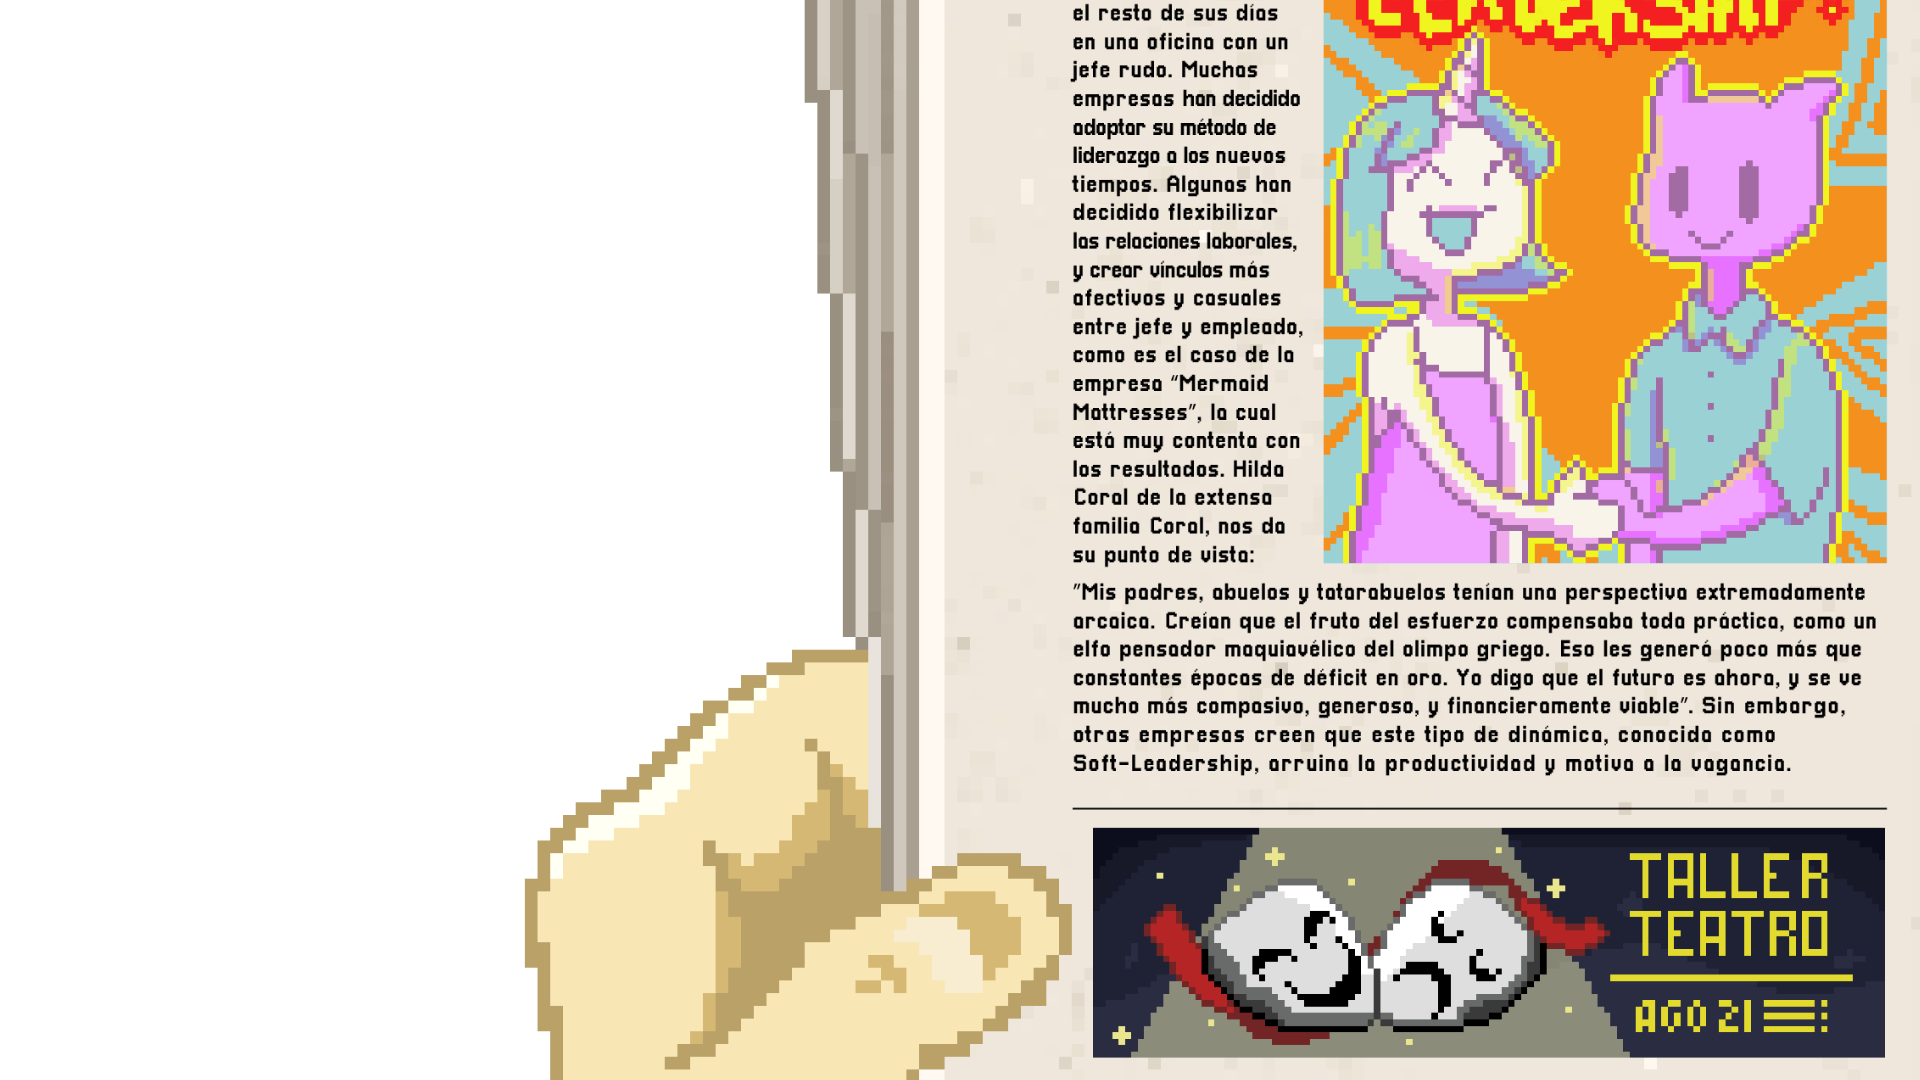 el resto de sus días
en una oficina con un
jefe rudo. Muchas
empresas han decidido
adoptar su método de
liderazgo a los nuevos
tiempos. Algunas han
decidido flexibilizar
las relaciones laborales,
y crear vínculos más
afectivos y casuales
entre jefe y empleado,
como es el caso de la
empresa "Mermaid
Mattresses", la cual
está muy contenta con
los resultados. Hilda
Coral de la extensa
familia Coral, nos da
su punto de vista:
"Mis padres, abuelos y tatarabuelos tenían una perspectiva extremadamente
arcaica. Creían que el fruto del esfuerzo compensaba toda práctica, como un
elfo pensador maquiavélico del olimpo griego. Eso les generó poco más que
constantes épocas de déficit en oro. Yo digo que el futuro es ahora, y se ve
mucho más compasivo, generoso, y financieramente viable". Sin embargo,
otras empresas creen que este tipo de dinámica, conocida como
Soft-Leadership, arruina la productividad y motiva a la vagancia.
TALLER
TEATRO
AGO 21